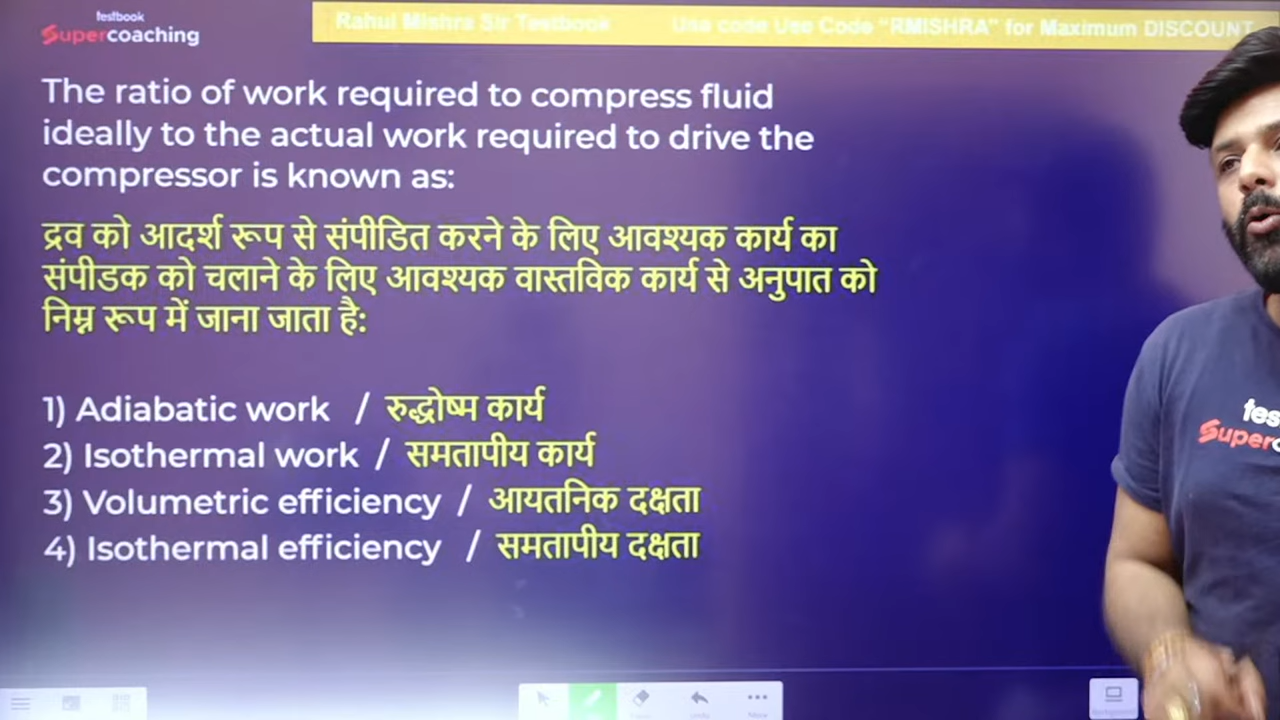 testbook
Supercoaching
Rahul Mishra Sir Testbook Use code Use Code “RMISHRA” for Maximum DISCOUNT
The ratio of work required to compress fluid
ideally to the actual work required to drive the
compressor is known as:
द्रव को आदर्श रूप से संपीडित करने के लिए आवश्यक कार्य का
संपीडक को चलाने के लिए आवश्यक वास्तविक कार्य से अनुपात को
निम्न रूप में जाना जाता है:
1) Adiabatic work / रुद्धोष्म कार्य
2) Isothermal work / समतापीय कार्य
3) Volumetric efficiency / आयतनिक दक्षता
4) Isothermal efficiency / समतापीय दक्षता
tes
Superc
More